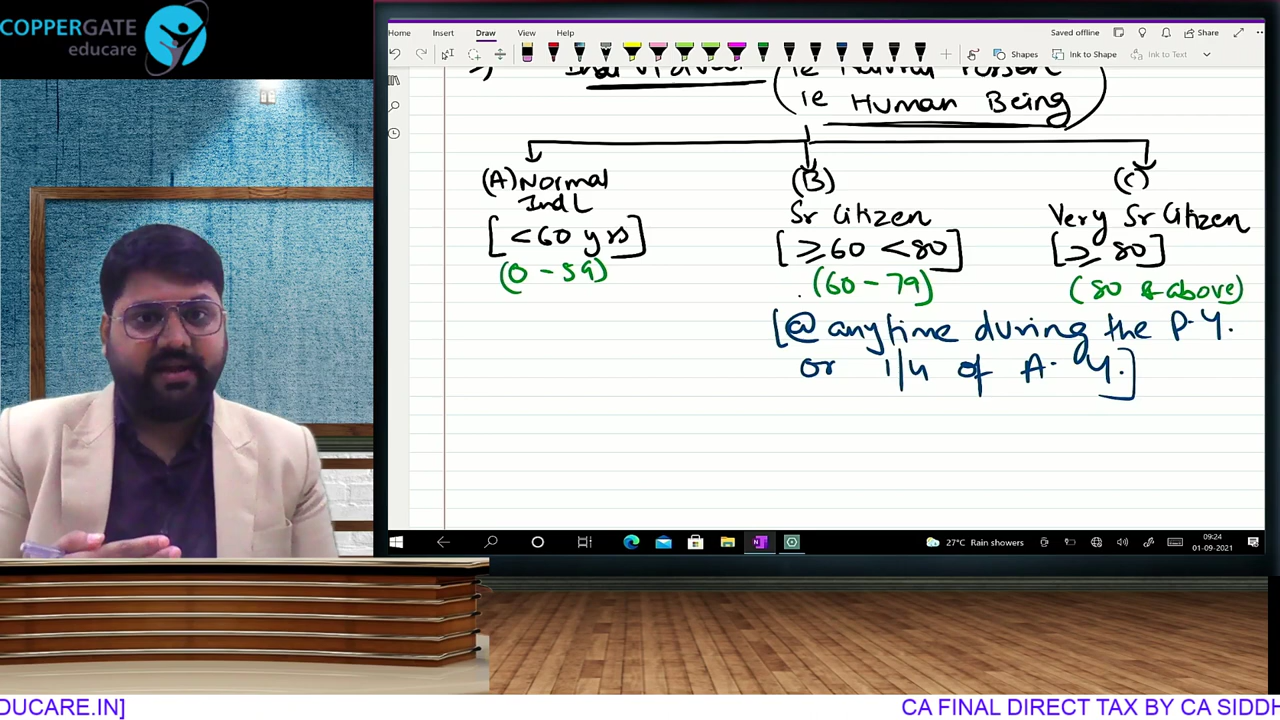 COPPERGATE
educare
Home Insert Draw View Help
Saved offline
Share
Shapes
Ink to Shape
Ink to Text
(ie Natural Person
ie Human Being)
(A) Normal
Indl
[<60 yrs]
(0 - 59)
(B)
Sr Citizen
[≥60 <80]
(60 - 79)
(C)
Very Sr Citizen
[≥ 80]
(80 & above)
[@ anytime during the P.Y.
or 1/4 of A.Y.]
27°C Rain showers
09:24
01-09-2021
DUCARE.IN]
CA FINAL DIRECT TAX BY CA SIDDH